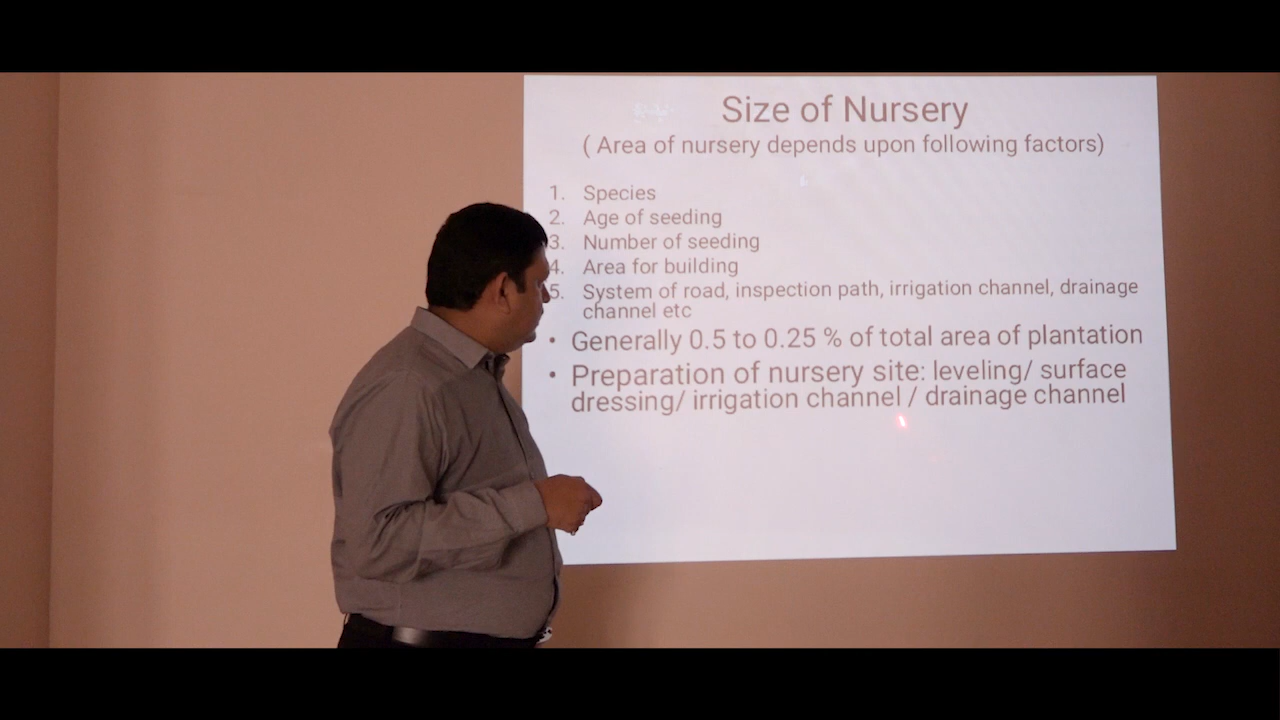 Size of Nursery
( Area of nursery depends upon following factors)
1. Species
2. Age of seeding
3. Number of seeding
4. Area for building
5. System of road, inspection path, irrigation channel, drainage
channel etc
• Generally 0.5 to 0.25 % of total area of plantation
• Preparation of nursery site: leveling/ surface
dressing/ irrigation channel / drainage channel